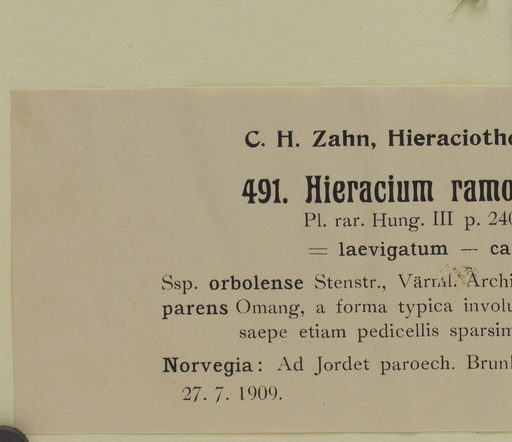 C. H. Zahn, Hieraciothe
491. Hieracium ramo
Pl. rar. Hung. III p. 240
= laevigatum — ca
Ssp. orbolense Stenstr., Värml. Archi
parens Omang, a forma typica involu
saepe etiam pedicellis sparsim
Norvegia: Ad Jordet paroech. Brunl
27. 7. 1909.